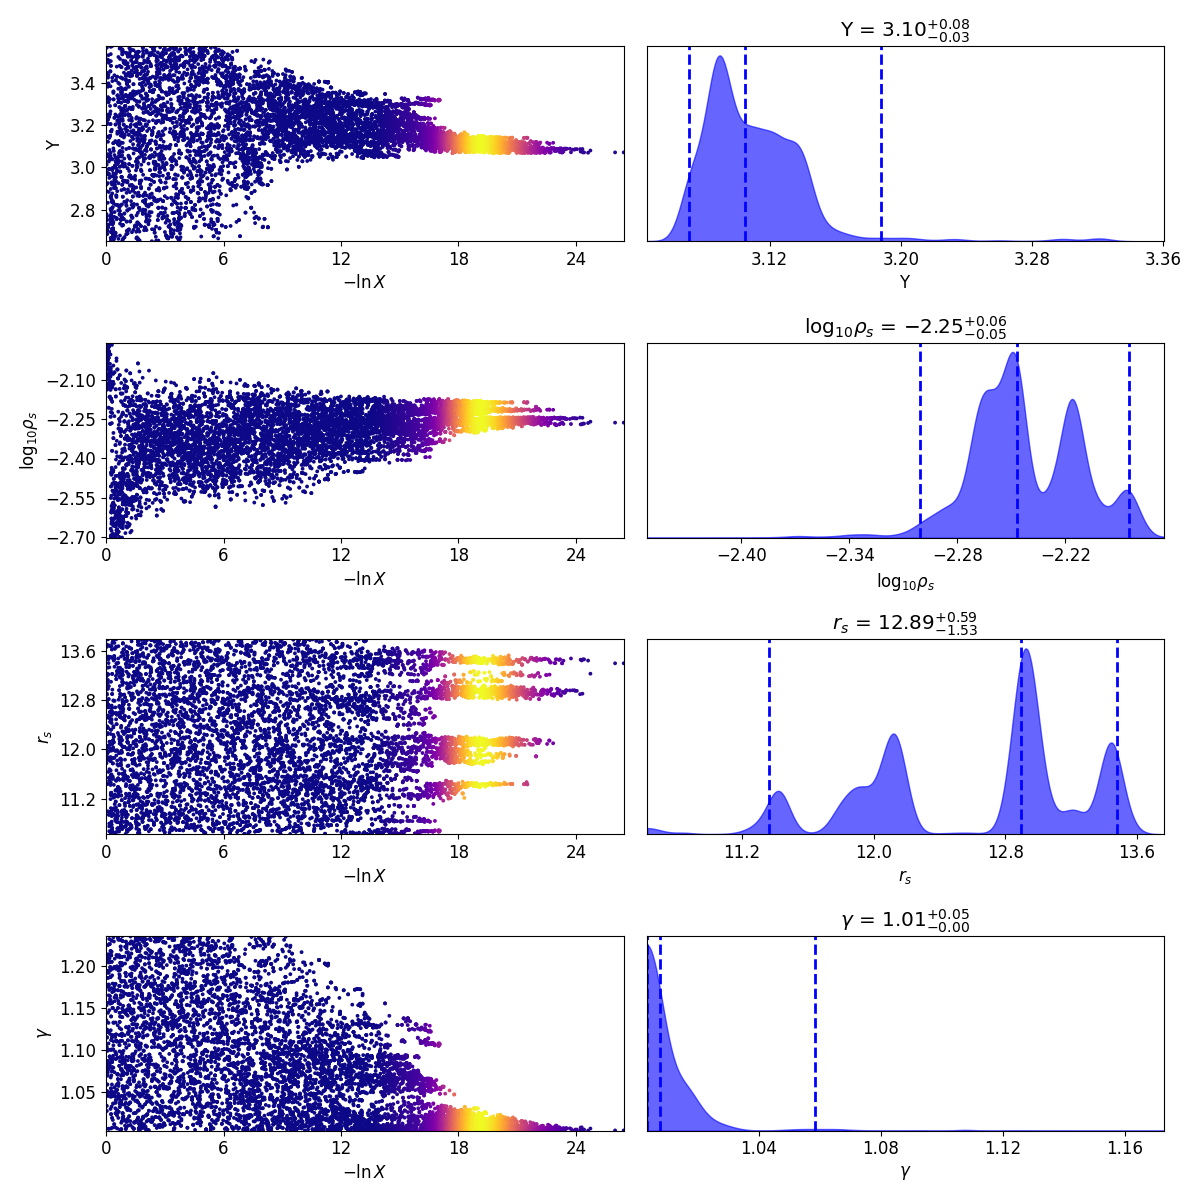 Y = 3.10+0.08−0.03
3.4
3.2
3.0
2.8
Y
0 6 12 18 24
3.12 3.20 3.28 3.36
−ln X
Y
log10ρs = −2.25+0.06−0.05
−2.10
−2.25
−2.40
−2.55
−2.70
log10ρs
0 6 12 18 24
−2.40 −2.34 −2.28 −2.22
−ln X
log10ρs
rs = 12.89+0.59−1.53
13.6
12.8
12.0
11.2
rs
0 6 12 18 24
11.2 12.0 12.8 13.6
−ln X
rs
γ = 1.01+0.05−0.00
1.20
1.15
1.10
1.05
γ
0 6 12 18 24
1.04 1.08 1.12 1.16
−ln X
γ